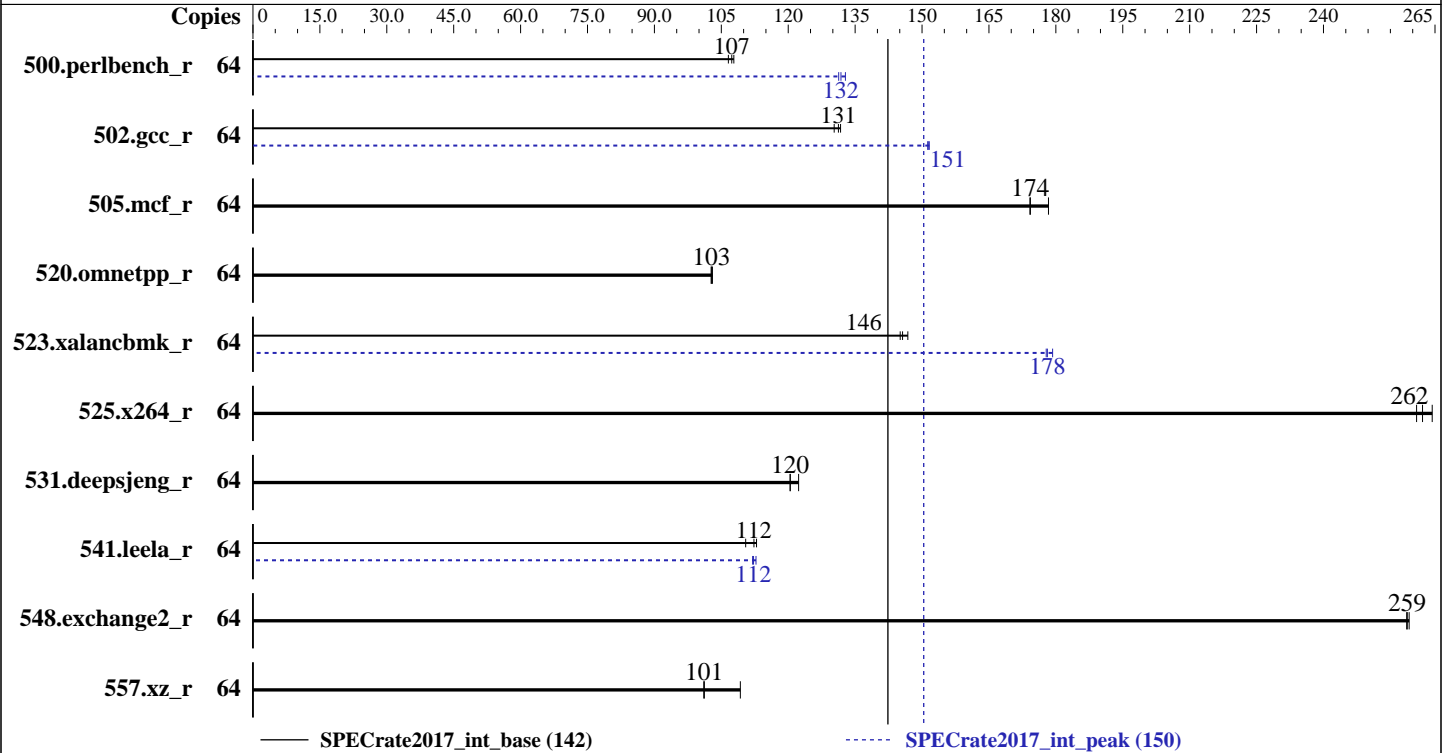 Copies 0 15.0 30.0 45.0 60.0 75.0 90.0 105 120 135 150 165 180 195 210 225 240 265
107
500.perlbench_r 64
132
131
502.gcc_r 64
151
174
505.mcf_r 64
103
520.omnetpp_r 64
146
523.xalancbmk_r 64
178
262
525.x264_r 64
120
531.deepsjeng_r 64
112
541.leela_r 64
112
259
548.exchange2_r 64
101
557.xz_r 64
SPECrate2017_int_base (142) SPECrate2017_int_peak (150)